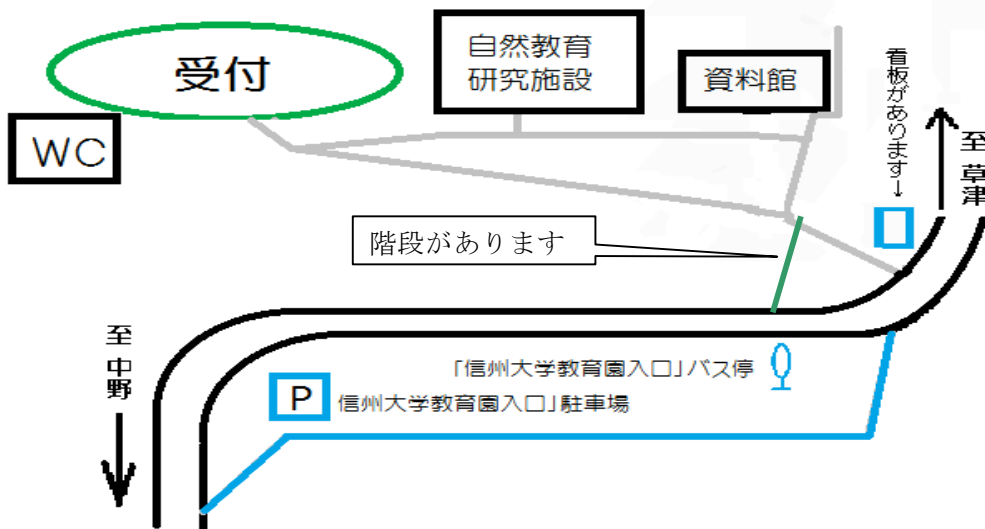 受付
自然教育
研究施設
資料館
看板があります↓
至 草津
WC
階段があります
至 中野
「信州大学教育園入口」バス停
P
信州大学教育園入口」駐車場